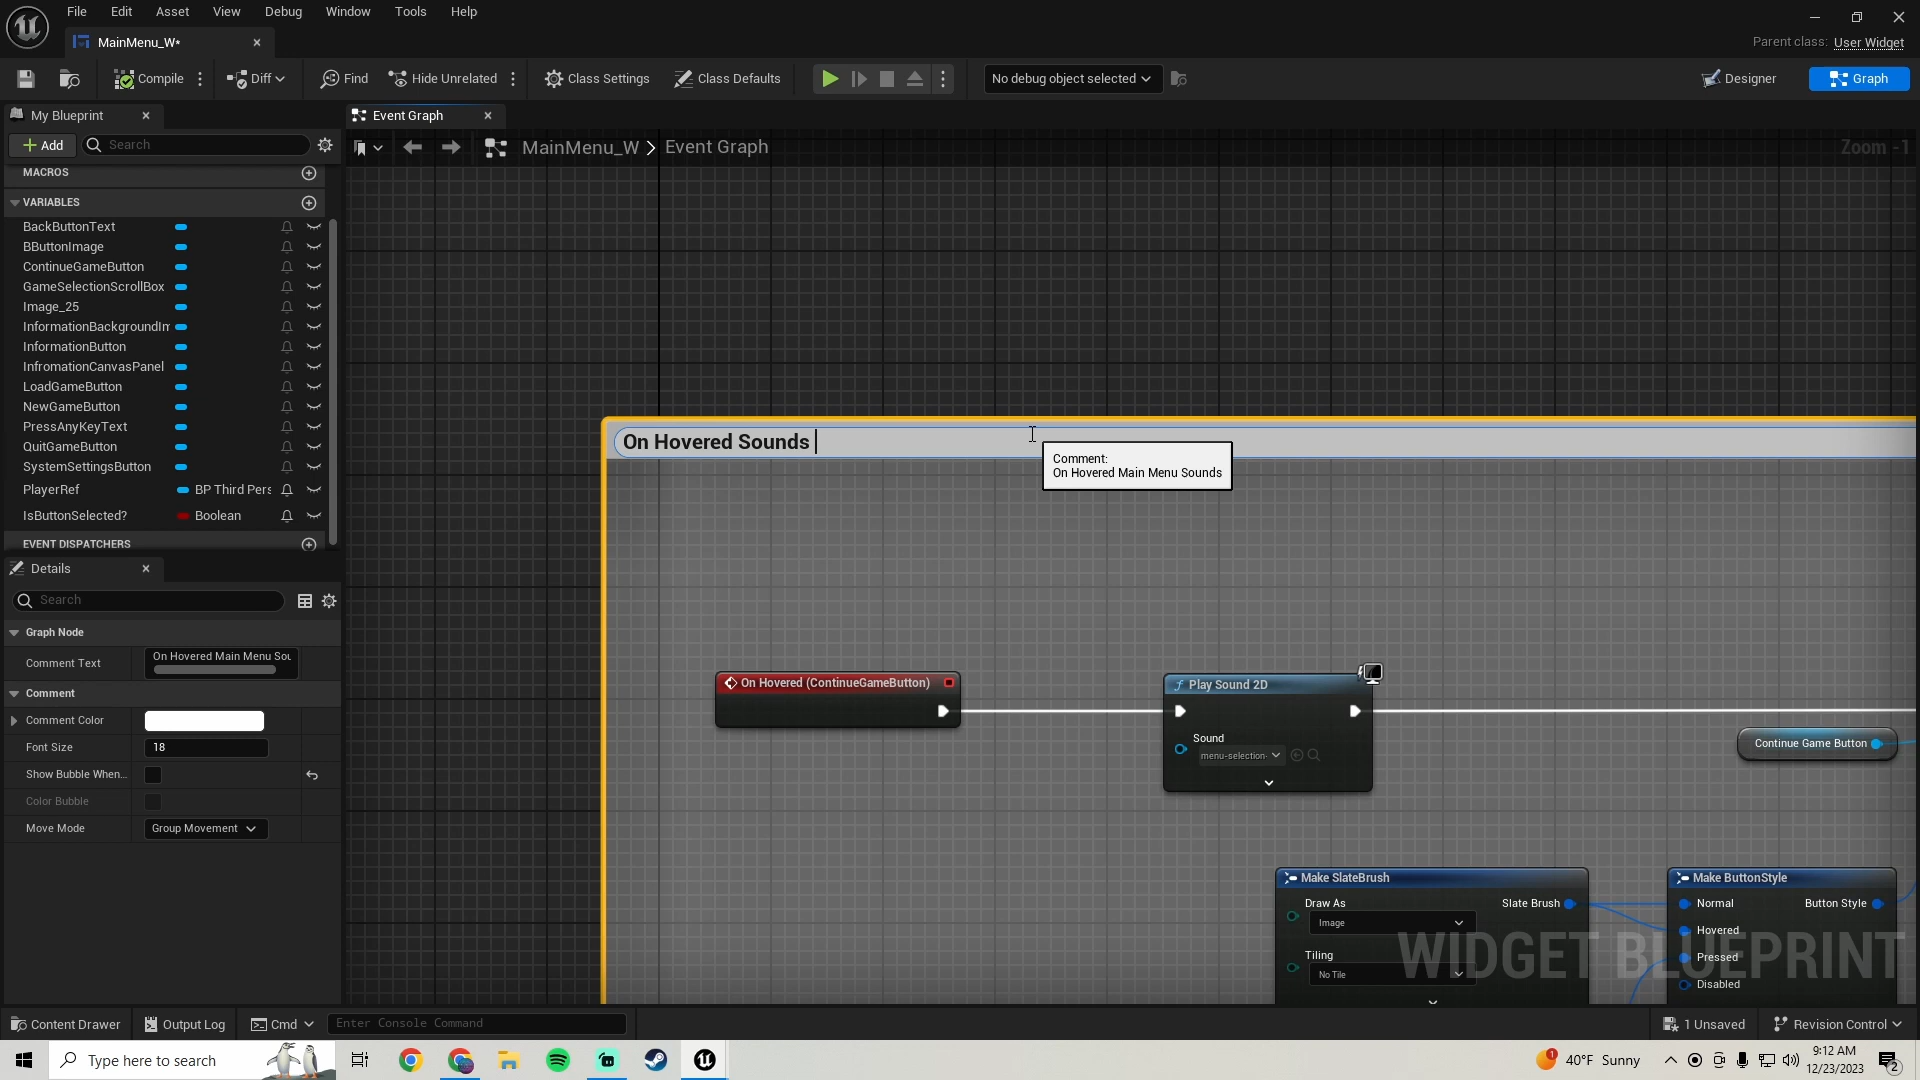 File Edit Asset View Debug Window Tools Help
MainMenu_W*
Parent class: User Widget
Compile Diff Find Hide Unrelated Class Settings Class Defaults No debug object selected Designer Graph
My Blueprint Event Graph
Add Search MainMenu_W > Event Graph Zoom -1
MACROS
VARIABLES
BackButtonText
BButtonImage
ContinueGameButton
GameSelectionScrollBox
Image_25
InformationBackgroundIm
InformationButton
InfromationCanvasPanel
LoadGameButton
NewGameButton
PressAnyKeyText
QuitGameButton
SystemSettingsButton
PlayerRef BP Third Pers
IsButtonSelected? Boolean
EVENT DISPATCHERS
Details
Search
Graph Node
Comment Text On Hovered Main Menu Sou
Comment
Comment Color
Font Size 18
Show Bubble When...
Color Bubble
Move Mode Group Movement
On Hovered Sounds
Comment:
On Hovered Main Menu Sounds
On Hovered (ContinueGameButton)
Play Sound 2D
Sound
menu-selection-
Continue Game Button
Make SlateBrush
Draw As Slate Brush
Image
Tiling
No Tile
Make ButtonStyle
Normal Button Style
Hovered
Pressed
Disabled
WIDGET BLUEPRINT
Content Drawer Output Log Cmd Enter Console Command 1 Unsaved Revision Control
Type here to search
40°F Sunny
9:12 AM
12/23/2023
2
1